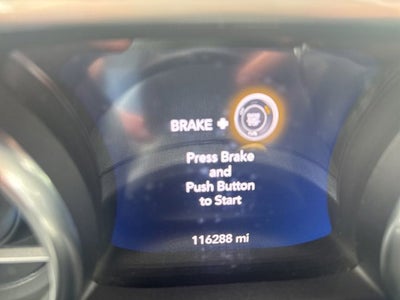 BRAKE +
Press Brake
and
Push Button
to Start
116288 mi